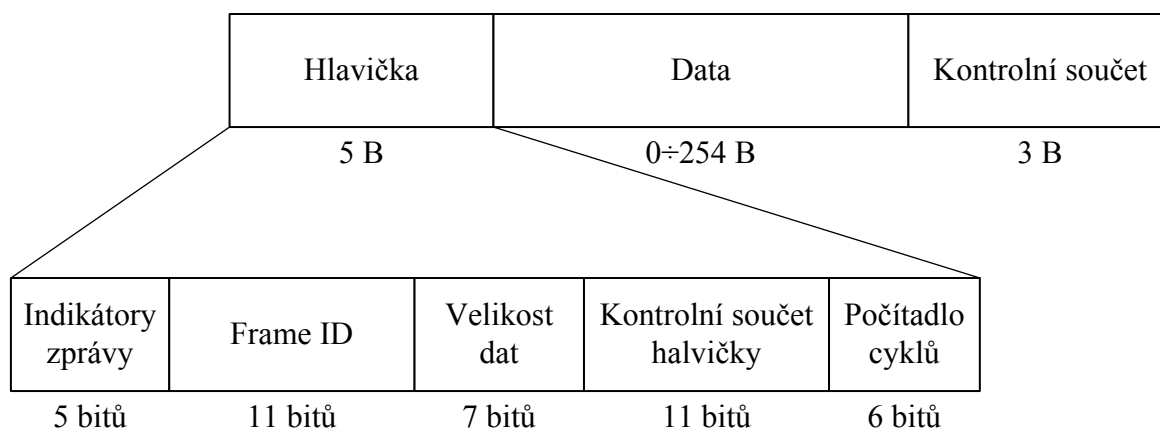 Hlavička
Data
Kontrolní součet
5 B
0÷254 B
3 B
Indikátory
zprávy
Frame ID
Velikost
dat
Kontrolní součet
halvičky
Počítadlo
cyklů
5 bitů
11 bitů
7 bitů
11 bitů
6 bitů